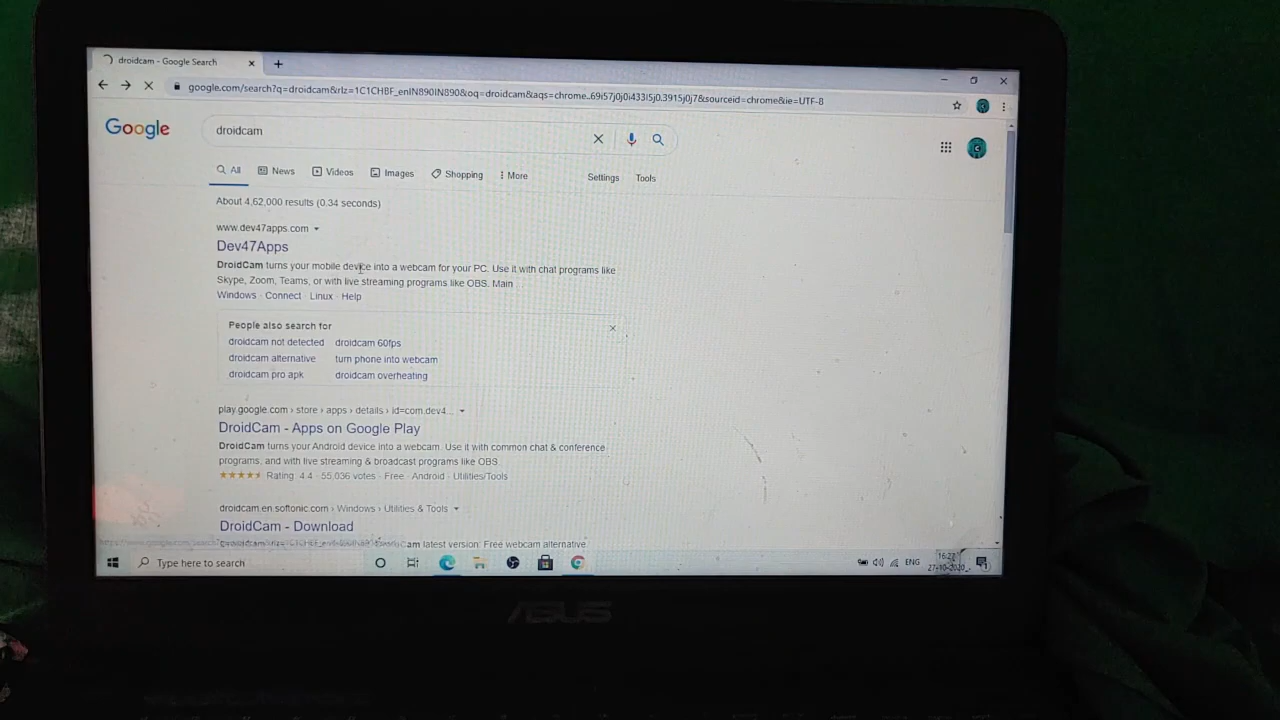 droidcam - Google Search
google.com/search?q=droidcam&rlz=1C1CHBF_enIN890IN890&oq=droidcam&aqs=chrome..69i57j0j0i433l5j0.3915j0j7&sourceid=chrome&ie=UTF-8
Google droidcam
All News Videos Images Shopping More Settings Tools
About 4,62,000 results (0.34 seconds)
www.dev47apps.com
Dev47Apps
DroidCam turns your mobile device into a webcam for your PC. Use it with chat programs like
Skype, Zoom, Teams, or with live streaming programs like OBS. Main
Windows · Connect · Linux · Help
People also search for
droidcam not detected droidcam 60fps
droidcam alternative turn phone into webcam
droidcam pro apk droidcam overheating
play.google.com › store › apps › details › id=com.dev4...
DroidCam - Apps on Google Play
DroidCam turns your Android device into a webcam. Use it with common chat & conference
programs, and with live streaming & broadcast programs like OBS.
Rating: 4.4 · 55,036 votes · Free · Android · Utilities/Tools
droidcam.en.softonic.com › Windows › Utilities & Tools
DroidCam - Download
latest version: Free webcam alternative.
Type here to search
ENG
16:27
27-10-2020
ASUS